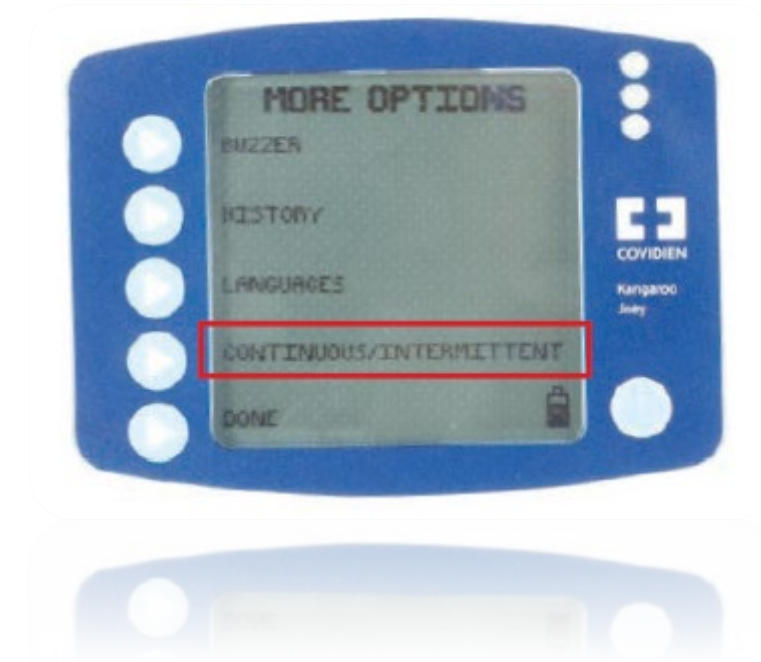 MORE OPTIONS
BUZZER
HISTORY
LANGUAGES
CONTINUOUS/INTERMITTENT
DONE
COVIDIEN
Kangaroo
Joey